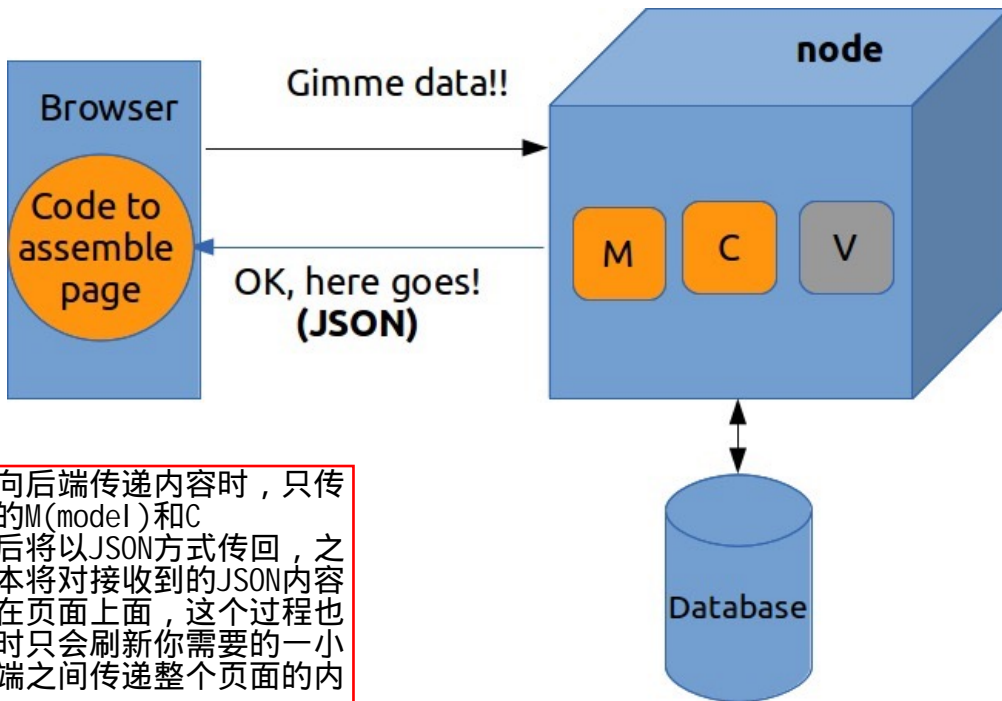 node
Gimme data!!
Browser
Code to
assemble
page
M
C
V
OK, here goes!
(JSON)
向后端传递内容时，只传
的M(model)和C
后将以JSON方式传回，之
本将对接收到的JSON内容
在页面上面，这个过程也
时只会刷新你需要的一小
端之间传递整个页面的内
Database